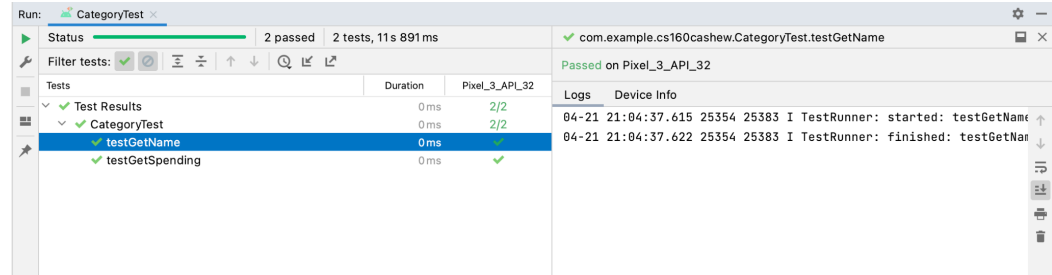 Run: CategoryTest
Status 2 passed 2 tests, 11 s 891 ms
Filter tests:
Tests Duration Pixel_3_API_32
Test Results 0 ms 2/2
CategoryTest 0 ms 2/2
testGetName 0 ms
testGetSpending 0 ms
com.example.cs160cashew.CategoryTest.testGetName
Passed on Pixel_3_API_32
Logs Device Info
04-21 21:04:37.615 25354 25383 I TestRunner: started: testGetName
04-21 21:04:37.622 25354 25383 I TestRunner: finished: testGetNam